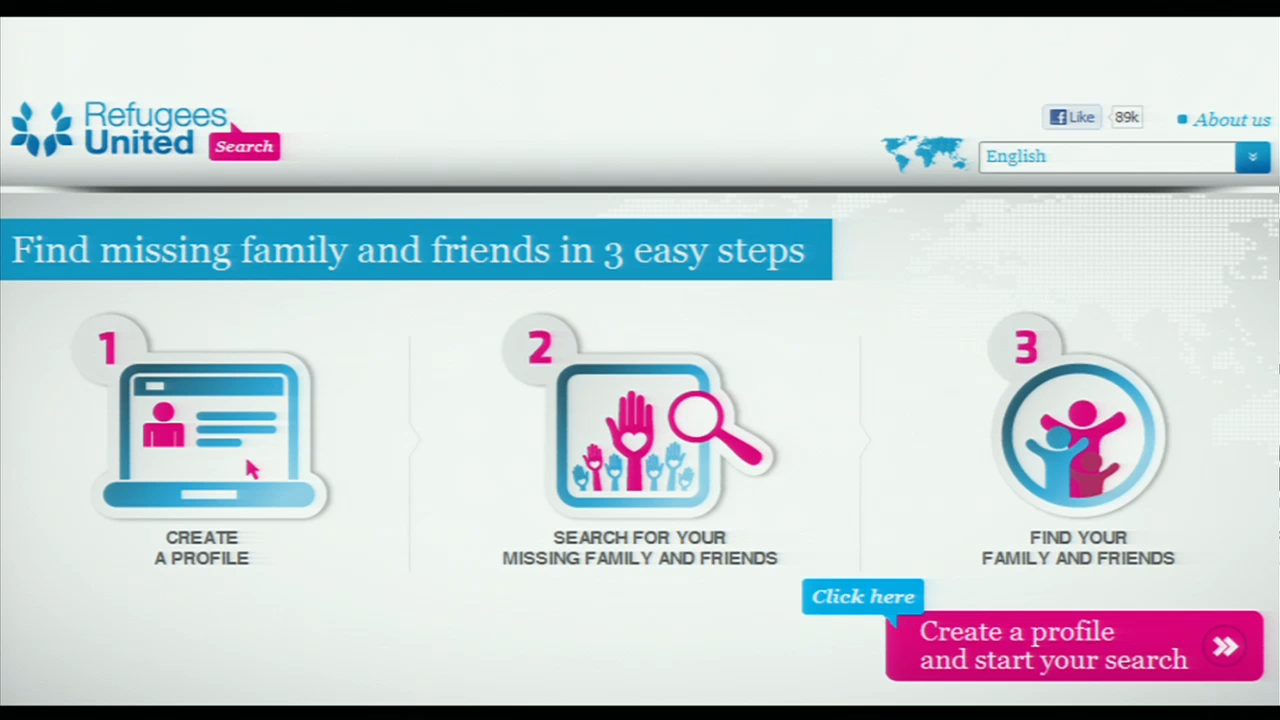 Refugees
United
Search
Like
89k
About us
English
Find missing family and friends in 3 easy steps
1
2
3
CREATE
A PROFILE
SEARCH FOR YOUR
MISSING FAMILY AND FRIENDS
FIND YOUR
FAMILY AND FRIENDS
Click here
Create a profile
and start your search